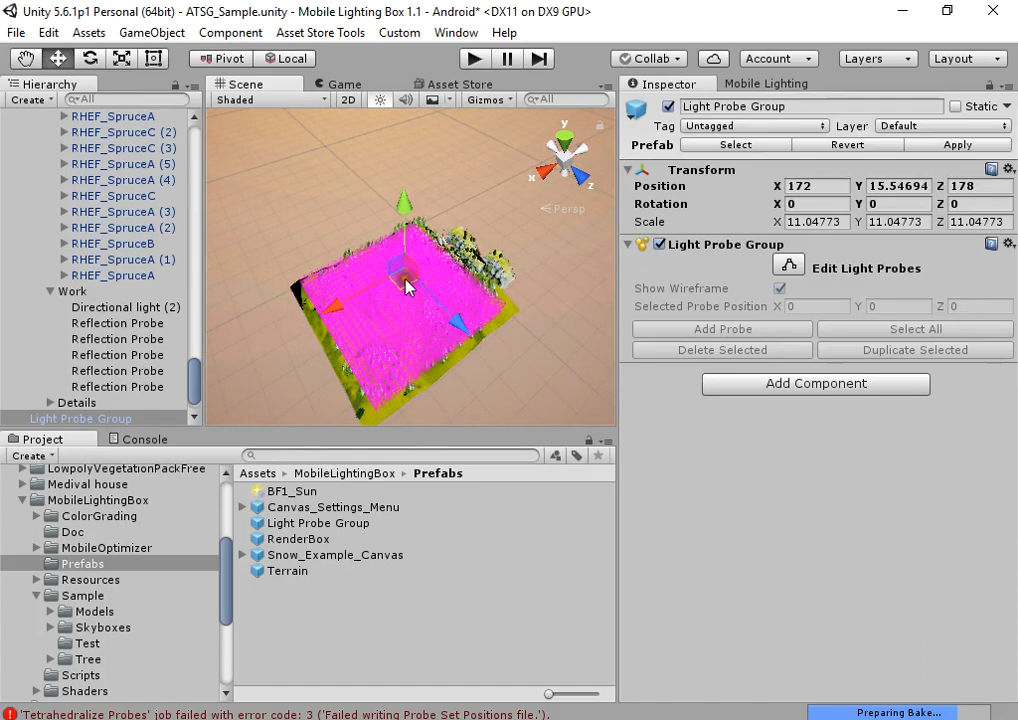 Unity 5.6.1p1 Personal (64bit) - ATSG_Sample.unity - Mobile Lighting Box 1.1 - Android* <DX11 on DX9 GPU>
File Edit Assets GameObject Component Asset Store Tools Custom Window Help
Pivot Local Collab Account Layers Layout
Hierarchy Scene Game Asset Store Inspector Mobile Lighting
Create All Shaded 2D Gizmos All Light Probe Group Static
Tag Untagged Layer Default
Prefab Select Revert Apply
RHEF_SpruceA
RHEF_SpruceC (2)
RHEF_SpruceC (3)
RHEF_SpruceA (5)
RHEF_SpruceA (4)
RHEF_SpruceC
RHEF_SpruceA (3)
RHEF_SpruceA (2)
RHEF_SpruceB
RHEF_SpruceA (1)
RHEF_SpruceA
Work
Directional light (2)
Reflection Probe
Reflection Probe
Reflection Probe
Reflection Probe
Reflection Probe
Details
Light Probe Group
y
x
z
Persp
Transform
Position X 172 Y 15.54694 Z 178
Rotation X 0 Y 0 Z 0
Scale X 11.04773 Y 11.04773 Z 11.04773
Light Probe Group
Edit Light Probes
Show Wireframe
Selected Probe Position X 0 Y 0 Z 0
Add Probe Select All
Delete Selected Duplicate Selected
Add Component
Project Console
Create
LowpolyVegetationPackFree
Medival house
MobileLightingBox
ColorGrading
Doc
MobileOptimizer
Prefabs
Resources
Sample
Models
Skyboxes
Test
Tree
Scripts
Shaders
Assets MobileLightingBox Prefabs
BF1_Sun
Canvas_Settings_Menu
Light Probe Group
RenderBox
Snow_Example_Canvas
Terrain
'Tetrahedralize Probes' job failed with error code: 3 ('Failed writing Probe Set Positions file.').
Preparing Bake...